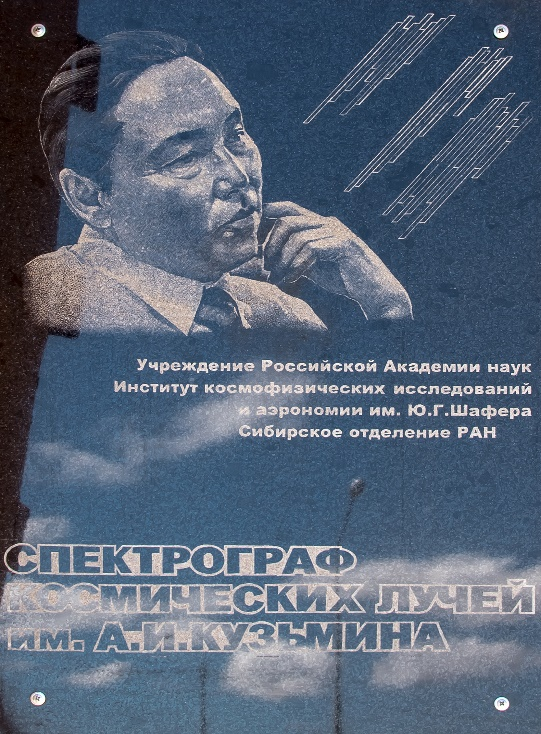 Учреждение Российской Академии наук
Институт космофизических исследований
и аэрономии им. Ю.Г.Шафера
Сибирское отделение РАН
СПЕКТРОГРАФ
КОСМИЧЕСКИХ ЛУЧЕЙ
им. А.И.КУЗЬМИНА